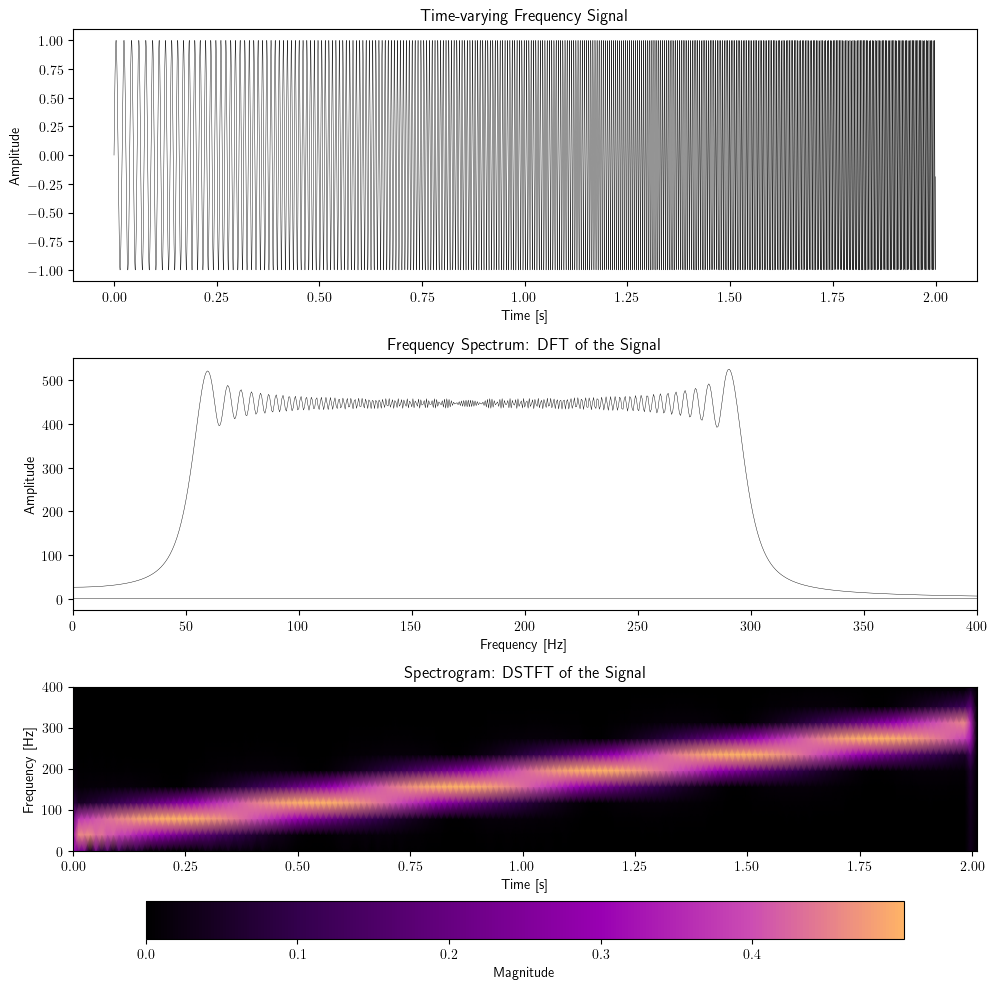 Time-varying Frequency Signal
1.00
0.75
0.50
0.25
0.00
−0.25
−0.50
−0.75
−1.00
Amplitude
0.00 0.25 0.50 0.75 1.00 1.25 1.50 1.75 2.00
Time [s]
Frequency Spectrum: DFT of the Signal
500
400
300
200
100
0
Amplitude
0 50 100 150 200 250 300 350 400
Frequency [Hz]
Spectrogram: DSTFT of the Signal
400
300
200
100
0
Frequency [Hz]
0.00 0.25 0.50 0.75 1.00 1.25 1.50 1.75 2.00
Time [s]
0.0 0.1 0.2 0.3 0.4
Magnitude